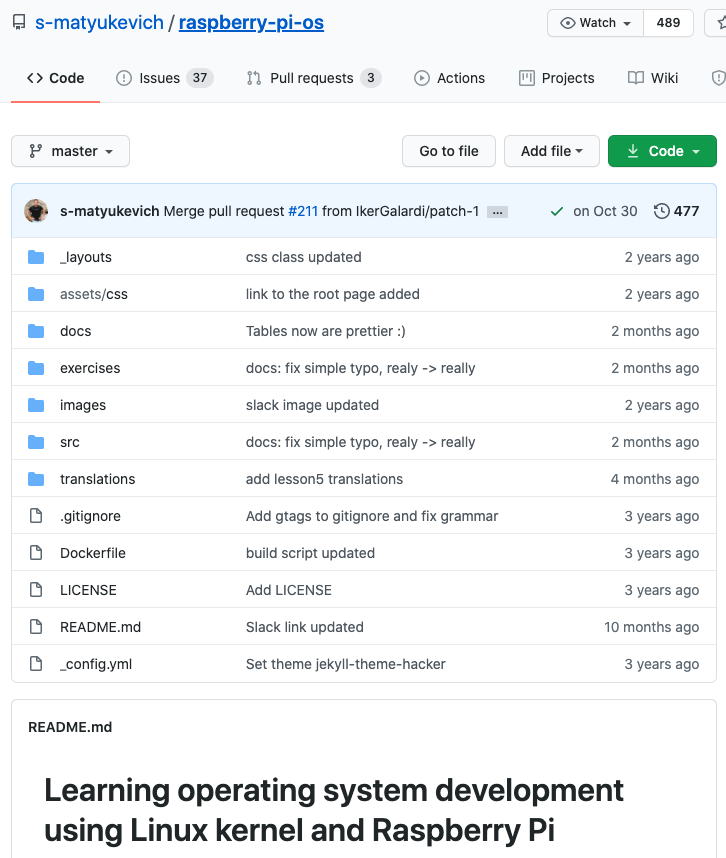 s-matyukevich / raspberry-pi-os Watch 489
Code Issues 37 Pull requests 3 Actions Projects Wiki
master Go to file Add file Code
s-matyukevich Merge pull request #211 from IkerGalardi/patch-1 ... on Oct 30 477
_layouts css class updated 2 years ago
assets/css link to the root page added 2 years ago
docs Tables now are prettier :) 2 months ago
exercises docs: fix simple typo, realy -> really 2 months ago
images slack image updated 2 years ago
src docs: fix simple typo, realy -> really 2 months ago
translations add lesson5 translations 4 months ago
.gitignore Add gtags to gitignore and fix grammar 3 years ago
Dockerfile build script updated 3 years ago
LICENSE Add LICENSE 3 years ago
README.md Slack link updated 10 months ago
_config.yml Set theme jekyll-theme-hacker 3 years ago
README.md
Learning operating system development
using Linux kernel and Raspberry Pi